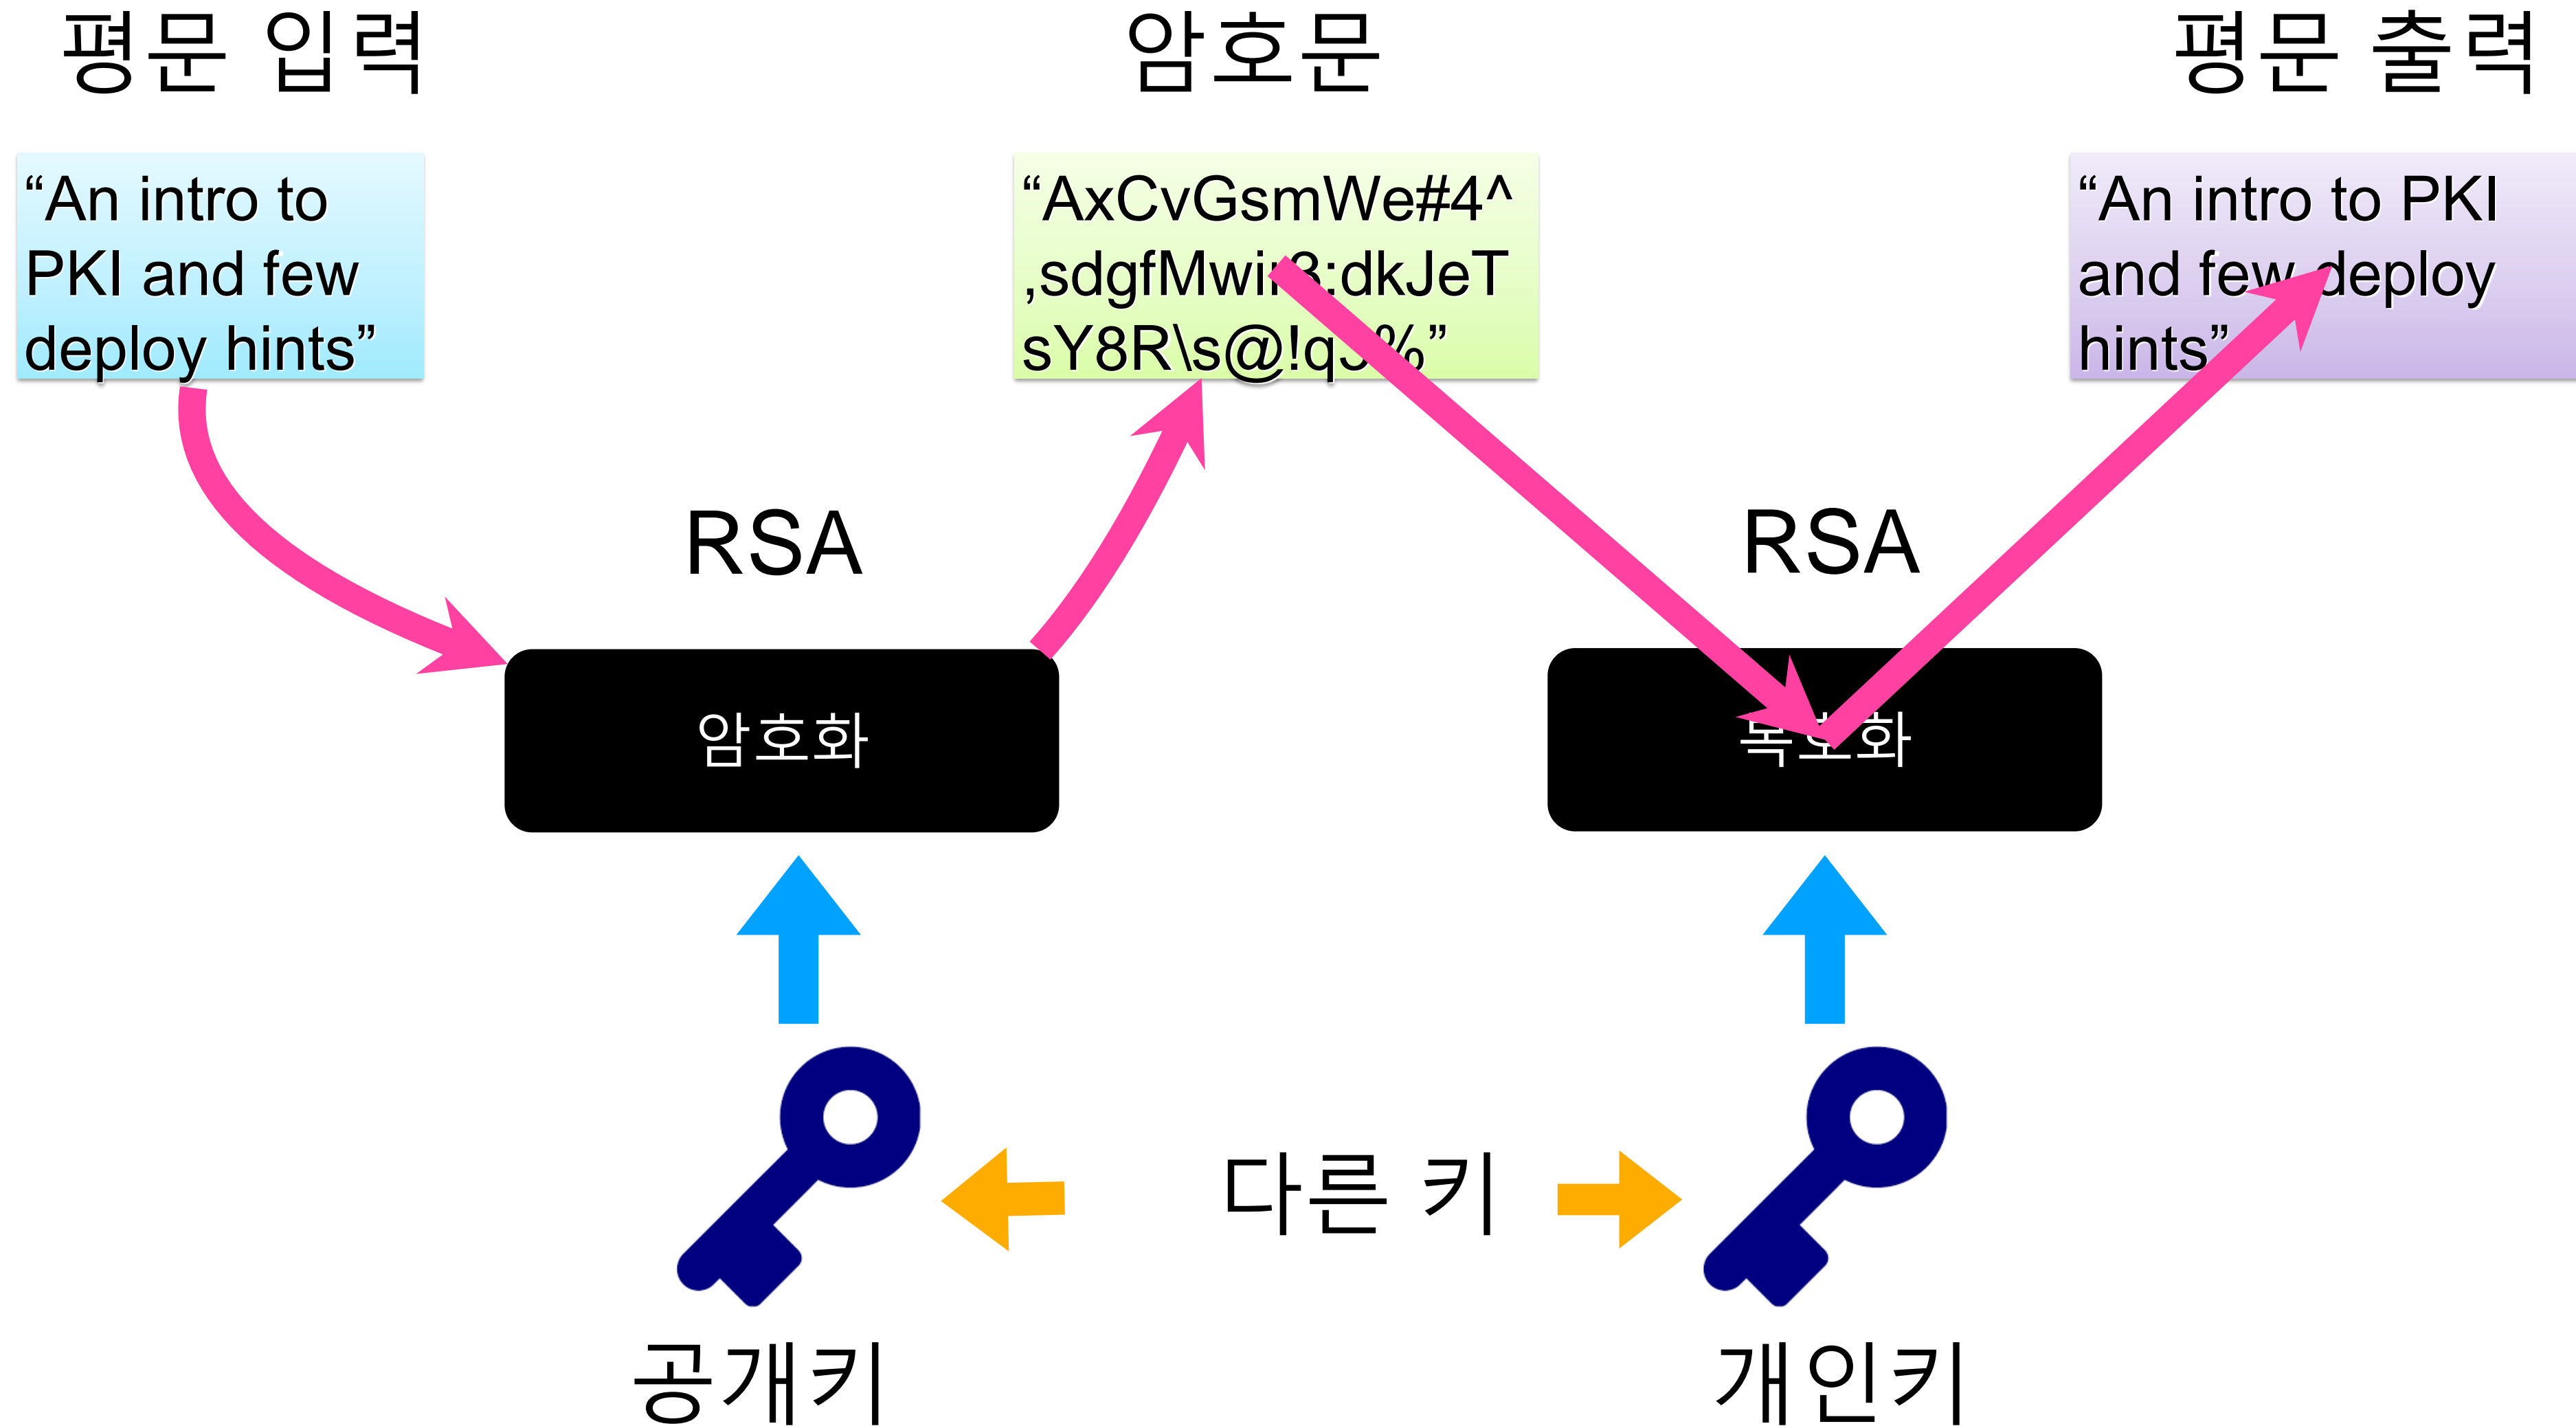 평문 입력
암호문
평문 출력
“An intro to
PKI and few
deploy hints”
“AxCvGsmWe#4^
sY8R\s@!q
“An intro to PKI
and few deploy
hints”
RSA
RSA
암호화
복호화
다른 키
공개키
개인키